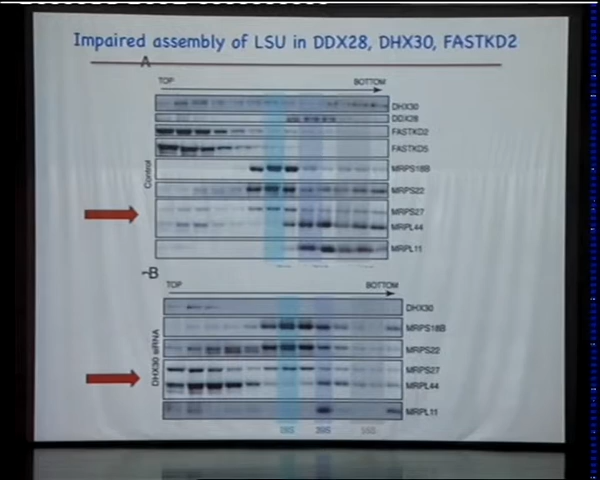 Impaired assembly of LSU in DDX28, DHX30, FASTKD2
A
TOP BOTTOM
DHX30
DDX28
FASTKD2
FASTKD5
Control
MRPS18B
MRPS22
MRPS27
MRPL44
MRPL11
B
TOP BOTTOM
DHX30
DHX30 siRNA
MRPS18B
MRPS22
MRPS27
MRPL44
MRPL11
28S 39S 55S